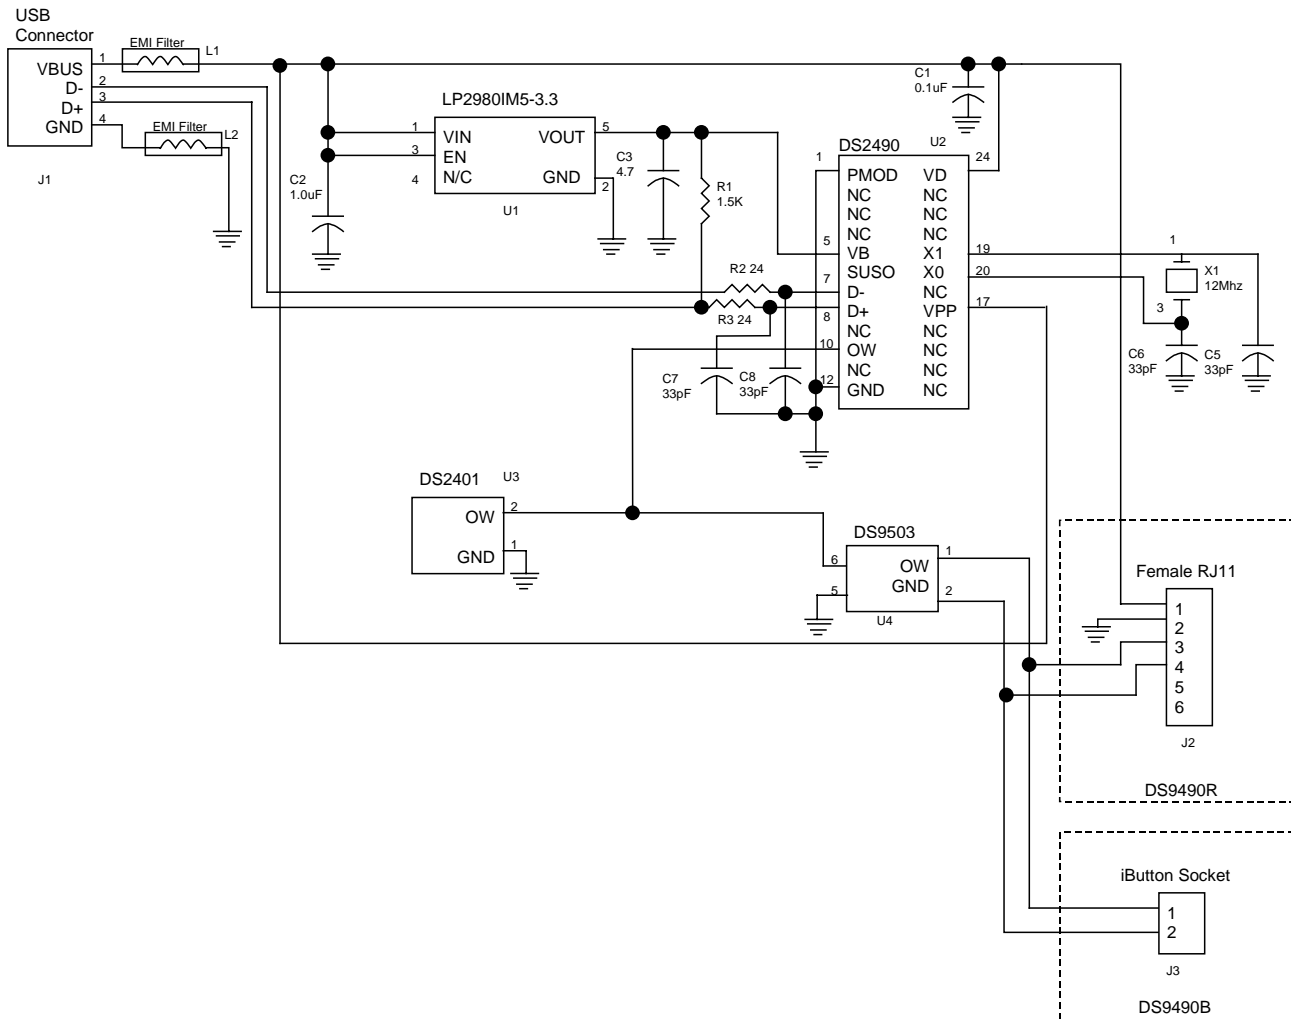 USB
Connector
EMI Filter
L1
VBUS
1
D-
2
D+
3
GND
4
EMI Filter
L2
J1
C1
0.1uF
LP2980IM5-3.3
1
VIN
VOUT
5
3
EN
4
N/C
GND
2
U1
C2
1.0uF
C3
4.7
R1
1.5K
DS2490
U2
1
PMOD
VD
24
NC
NC
NC
NC
NC
NC
5
VB
X1
19
SUSO
X0
20
7
D-
NC
8
D+
VPP
17
NC
NC
10
OW
NC
NC
NC
12
GND
NC
R2 24
R3 24
C7
33pF
C8
33pF
1
X1
12Mhz
3
C6
33pF
C5
33pF
DS2401
U3
OW
2
GND
1
DS9503
6
OW
1
GND
2
5
U4
Female RJ11
1
2
3
4
5
6
J2
DS9490R
iButton Socket
1
2
J3
DS9490B